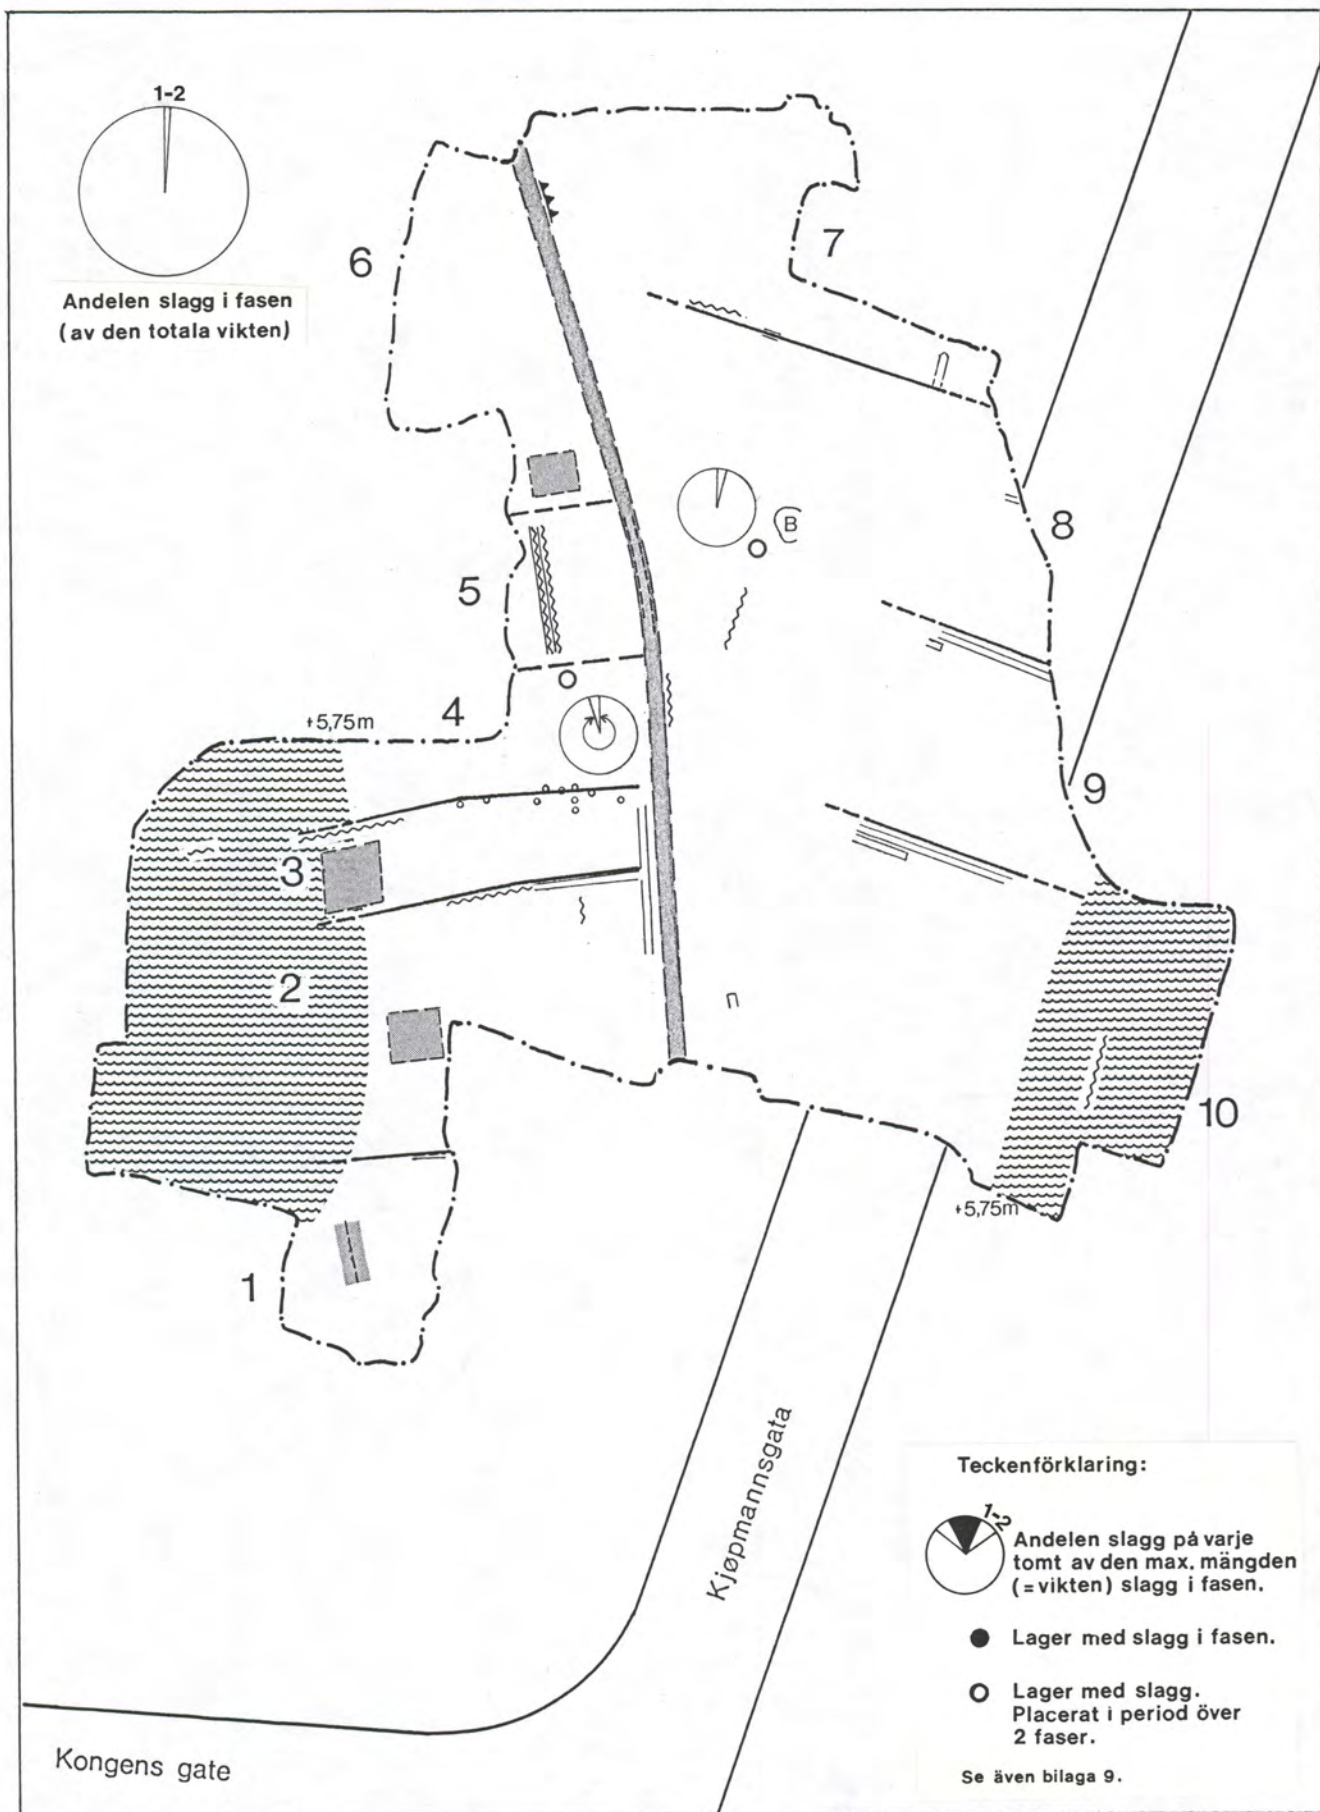 1-2
Andelen slagg i fasen
(av den totala vikten)
6
7
8
B
5
4
+5,75m
9
3
2
10
+5,75m
1
Kjøpmannsgata
Kongens gate
Teckenförklaring:
1-2
Andelen slagg på varje
tomt av den max. mängden
(=vikten) slagg i fasen.
Lager med slagg i fasen.
Lager med slagg.
Placerat i period över
2 faser.
Se även bilaga 9.